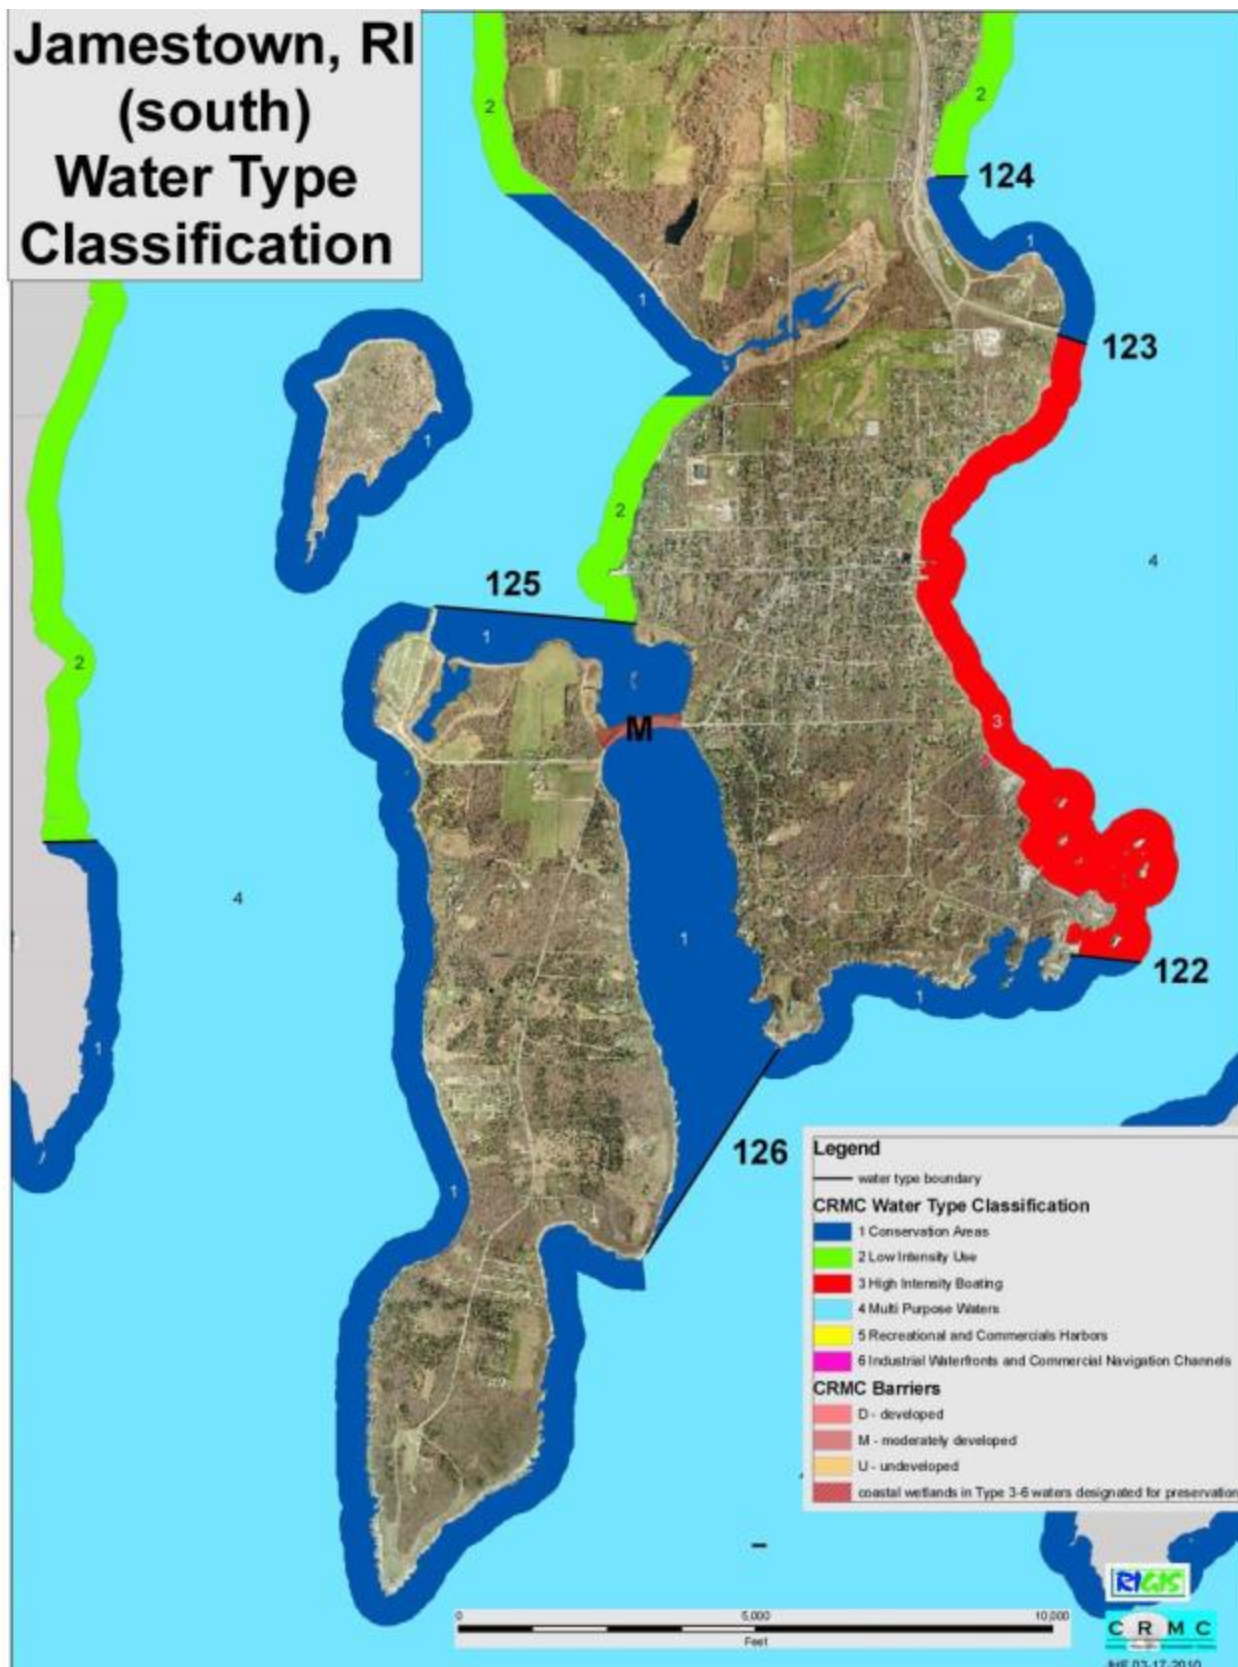 Jamestown, RI
(south)
Water Type
Classification
2
2
124
1
1
123
1
2
4
125
1
2
M
3
4
1
1
122
1
1
126
1
Legend
water type boundary
CRMC Water Type Classification
1 Conservation Areas
2 Low Intensity Use
3 High Intensity Boating
4 Multi Purpose Waters
5 Recreational and Commercials Harbors
6 Industrial Waterfronts and Commercial Navigation Channels
CRMC Barriers
D - developed
M - moderately developed
U - undeveloped
coastal wetlands in Type 3-6 waters designated for preservation
RIGIS
0 5,000 10,000
Feet
C R M C
03-17-2010